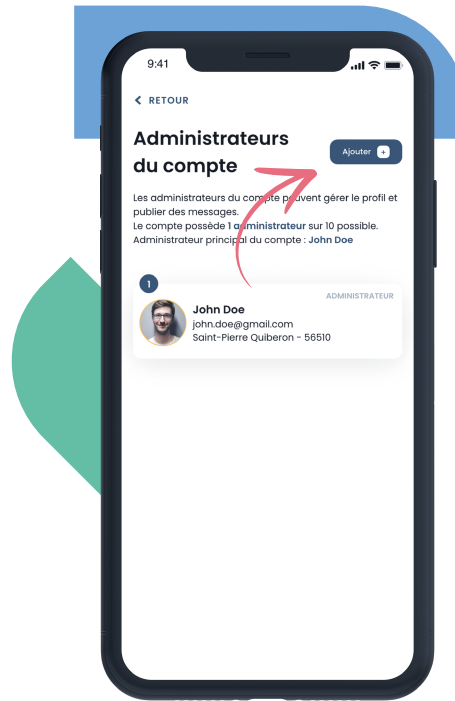 9:41
RETOUR
Administrateurs
du compte
Ajouter +
Les administrateurs du compte peuvent gérer le profil et
publier des messages.
Le compte possède 1 administrateur sur 10 possible.
Administrateur principal du compte : John Doe
1
ADMINISTRATEUR
John Doe
john.doe@gmail.com
Saint-Pierre Quiberon - 56510